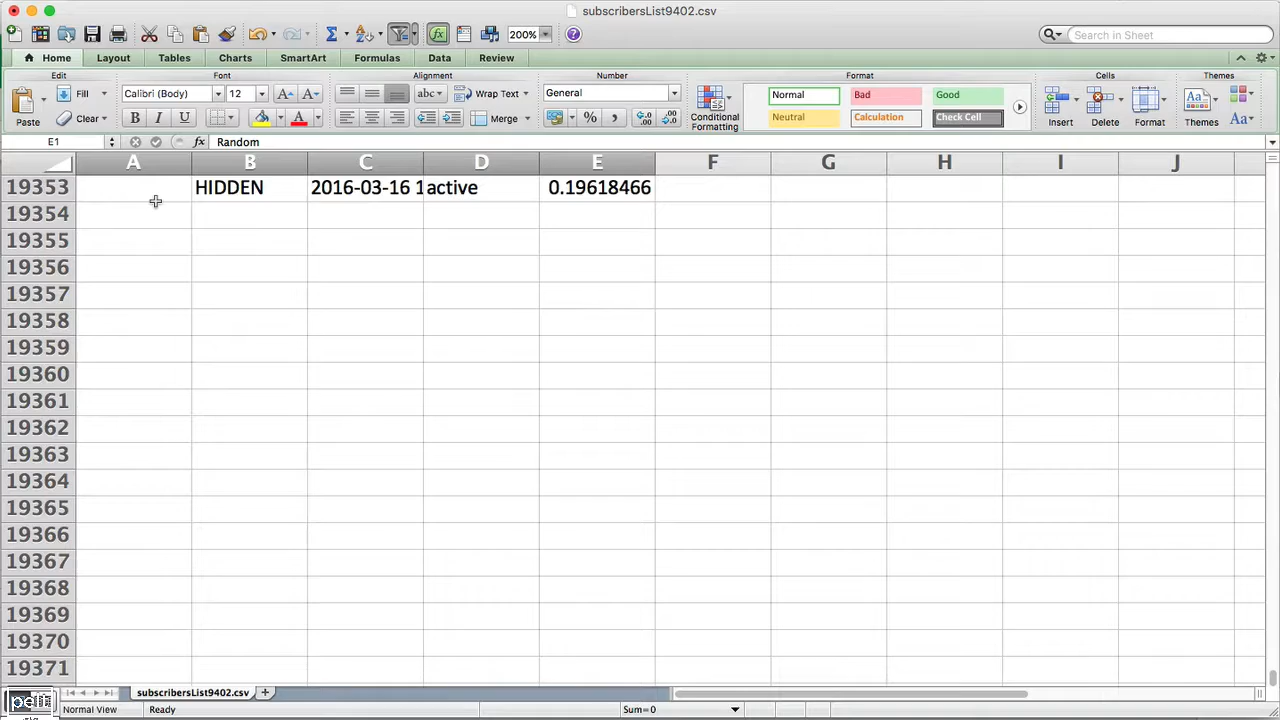 subscribersList9402.csv
200%
Search in Sheet
Home Layout Tables Charts SmartArt Formulas Data Review
Edit Font Alignment Number Format Cells Themes
Fill Calibri (Body) 12 abc Wrap Text General Normal Bad Good
Paste Clear B I U A Merge % Conditional Formatting Neutral Calculation Check Cell Insert Delete Format Themes Aa
E1 fx Random
A B C D E F G H I J
19353 HIDDEN 2016-03-16 1 active 0.19618466
19354
19355
19356
19357
19358
19359
19360
19361
19362
19363
19364
19365
19366
19367
19368
19369
19370
19371
subscribersList9402.csv
Normal View Ready Sum=0